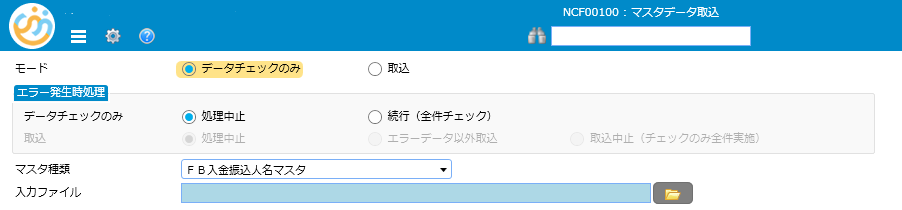 NCF00100：マスタデータ取込
モード データチェックのみ 取込
エラー発生時処理
データチェックのみ 処理中止 続行（全件チェック）
取込 処理中止 エラーデータ以外取込 取込中止（チェックのみ全件実施）
マスタ種類 ＦＢ入金振込人名マスタ
入力ファイル